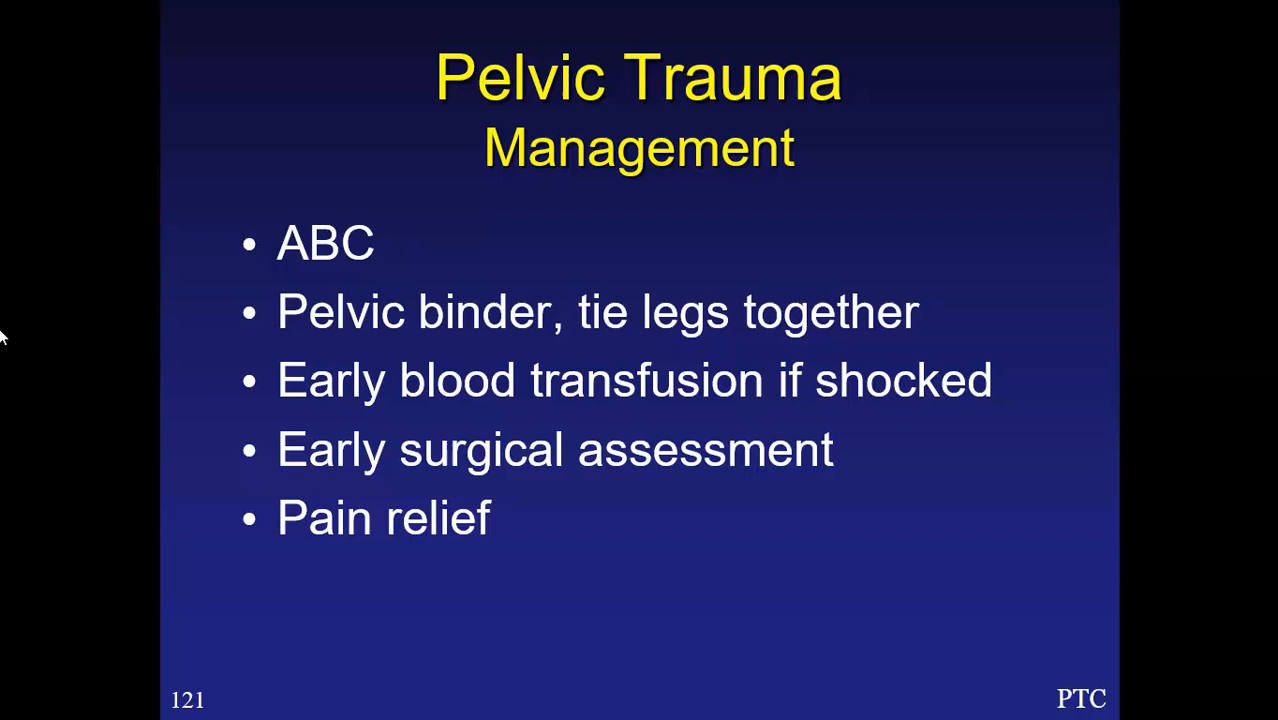 Pelvic Trauma
Management
• ABC
• Pelvic binder, tie legs together
• Early blood transfusion if shocked
• Early surgical assessment
• Pain relief
121
PTC